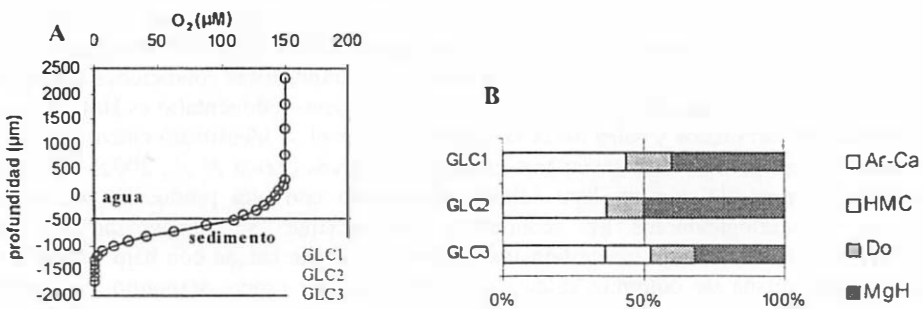 A
O₂(µM)
0 50 100 150 200
profundidad (µm)
2500
2000
1500
1000
500
0
-500
-1000
-1500
-2000
agua
sedimento
GLC1
GLC2
GLC3
B
GLC1
GLC2
GLC3
0% 50% 100%
Ar-Ca
HMC
Do
MgH